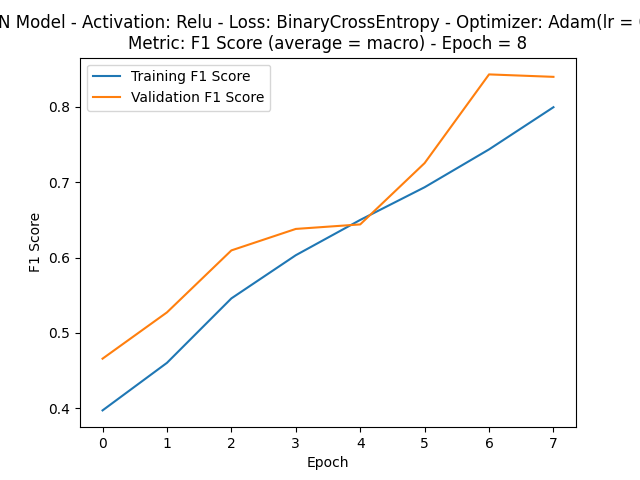 N Model - Activation: Relu - Loss: BinaryCrossEntropy - Optimizer: Adam(lr =
Metric: F1 Score (average = macro) - Epoch = 8
Training F1 Score
Validation F1 Score
0.8
0.7
0.6
0.5
0.4
F1 Score
0 1 2 3 4 5 6 7
Epoch